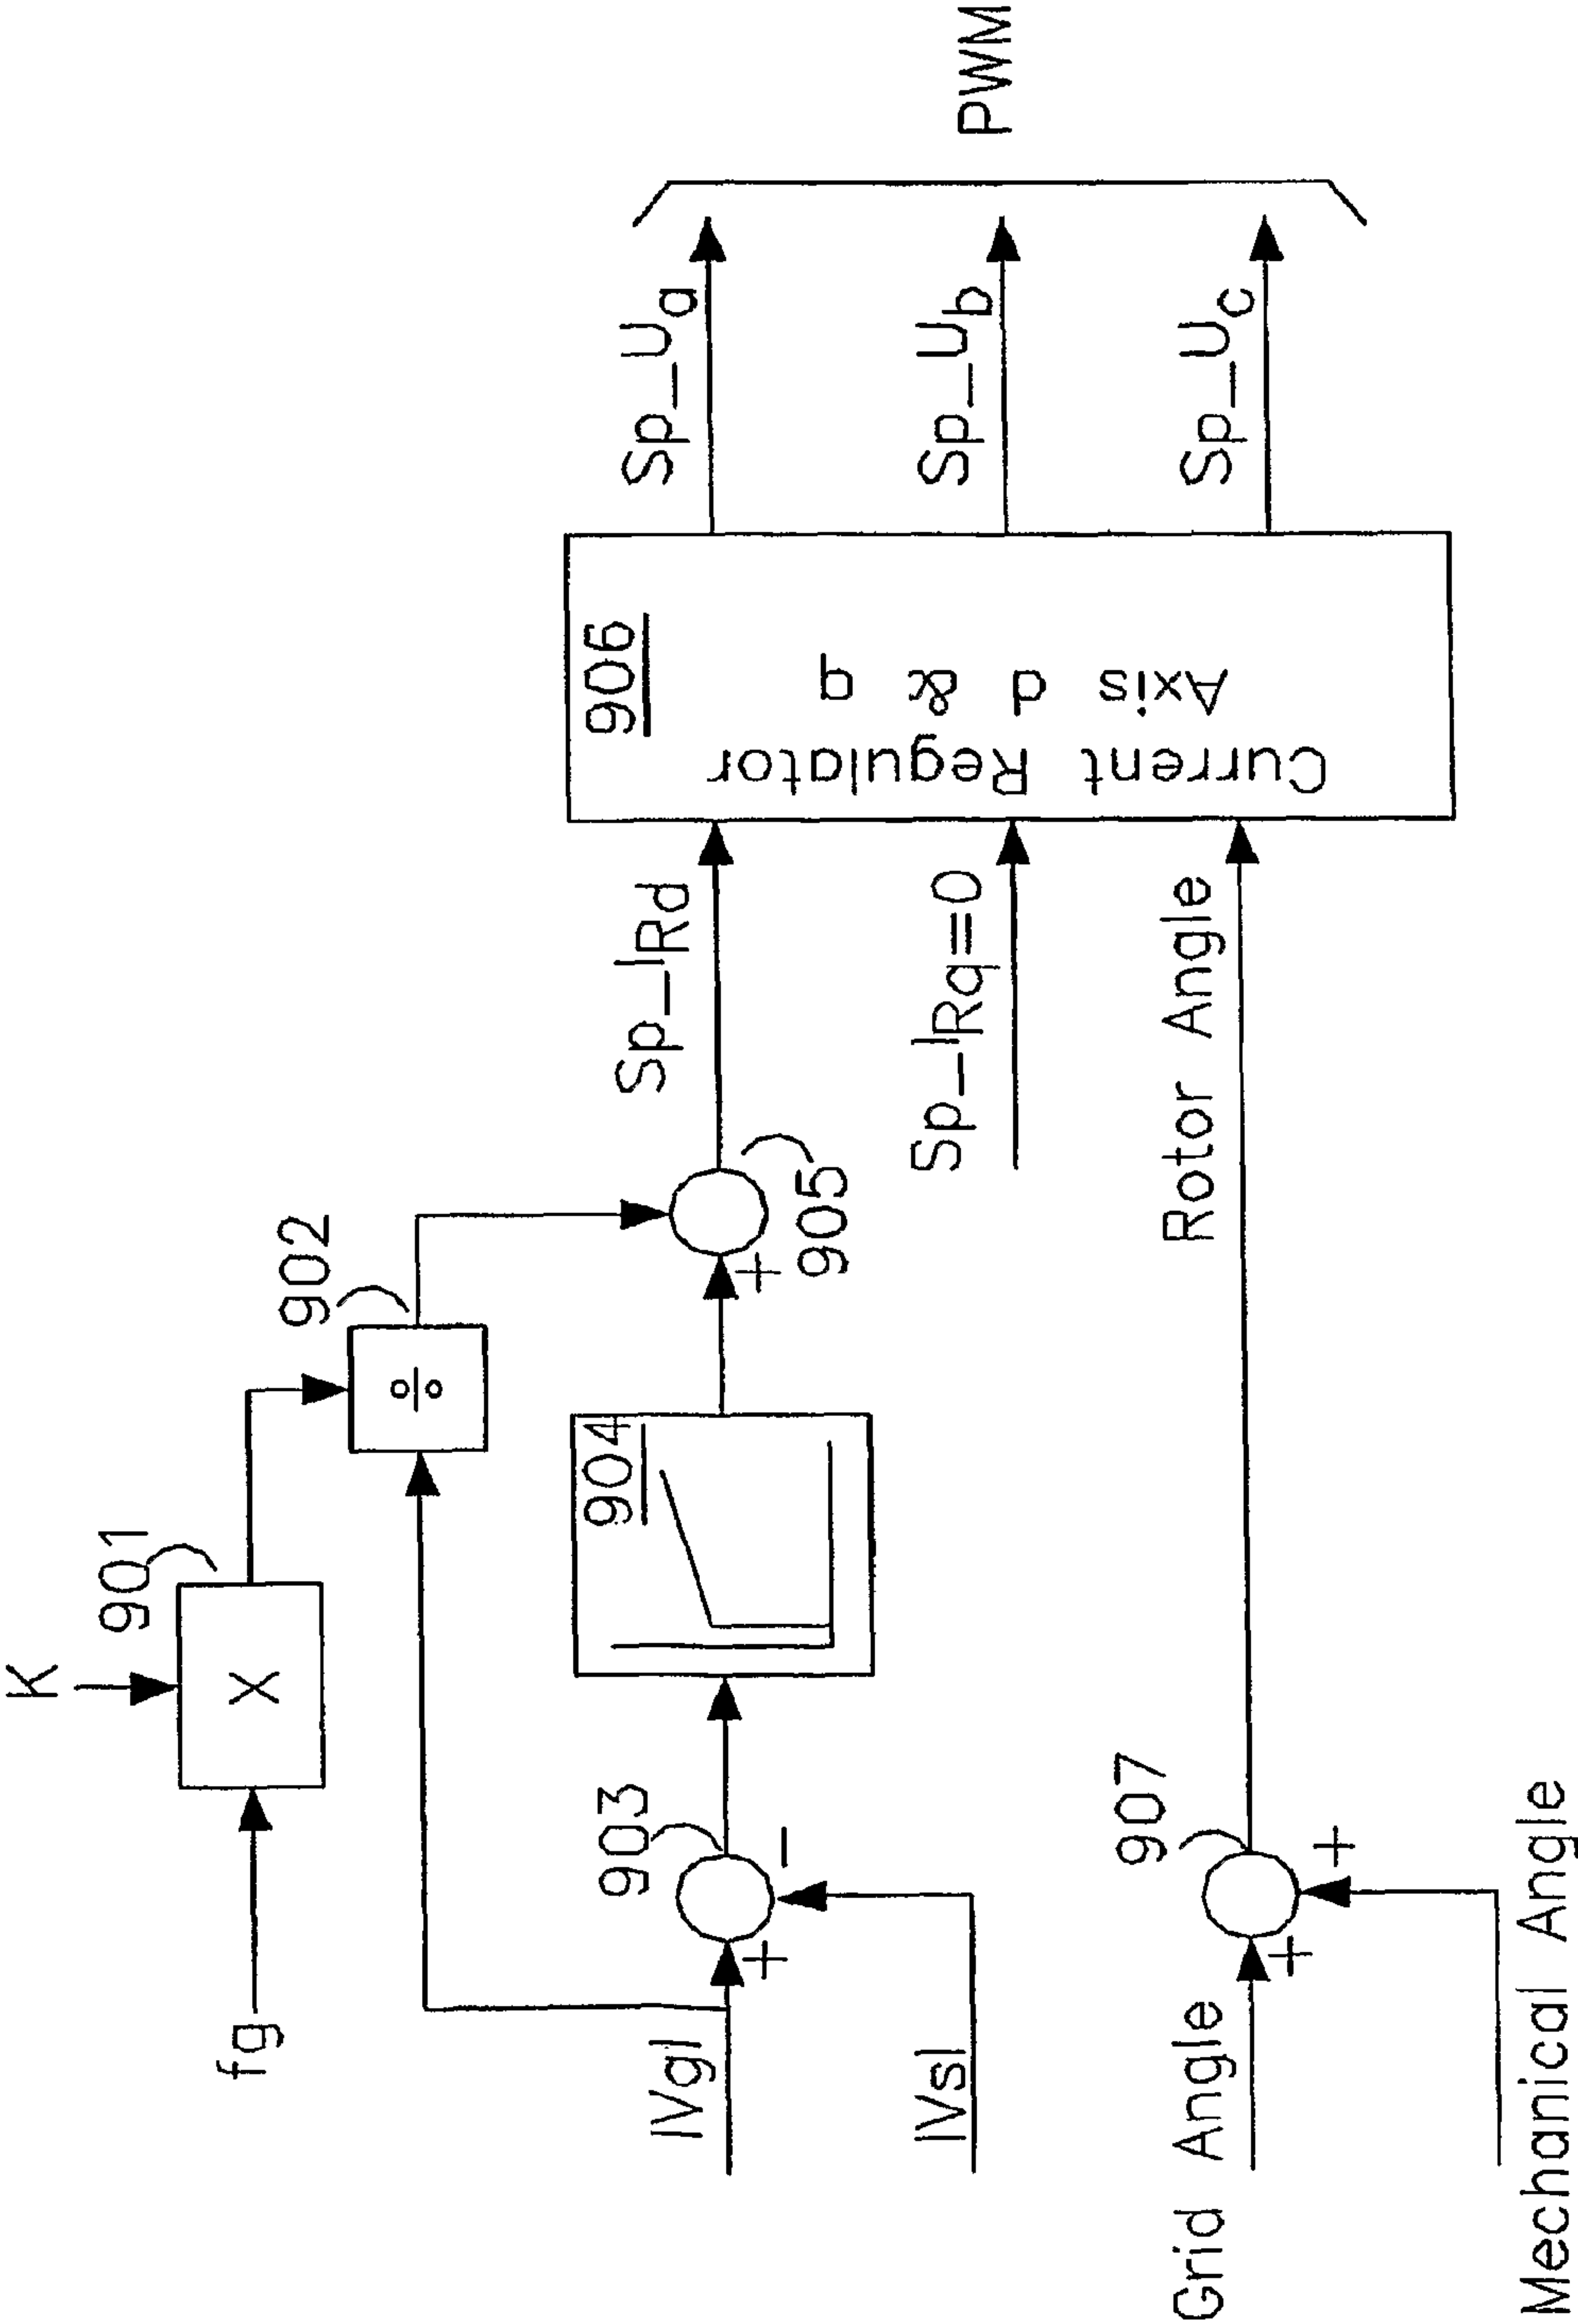 K
901
X
fg
902
÷
|Vg|
903
+
-
904
+
905
Sp_IRd
|Vs|
Sp_IRq=0
906
Current Regulator
Axis d & q
Sp_Ua
Sp_Ub
Sp_Uc
PWM
Grid Angle
907
+
+
Rotor Angle
Mechanical Angle